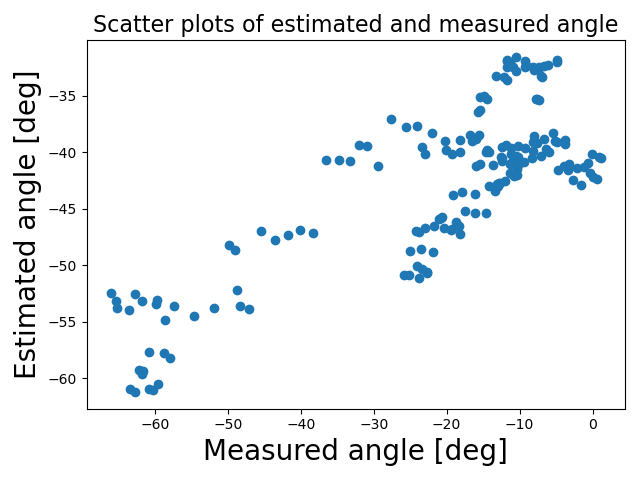 Scatter plots of estimated and measured angle
Estimated angle [deg]
−35
−40
−45
−50
−55
−60
−60 −50 −40 −30 −20 −10 0
Measured angle [deg]